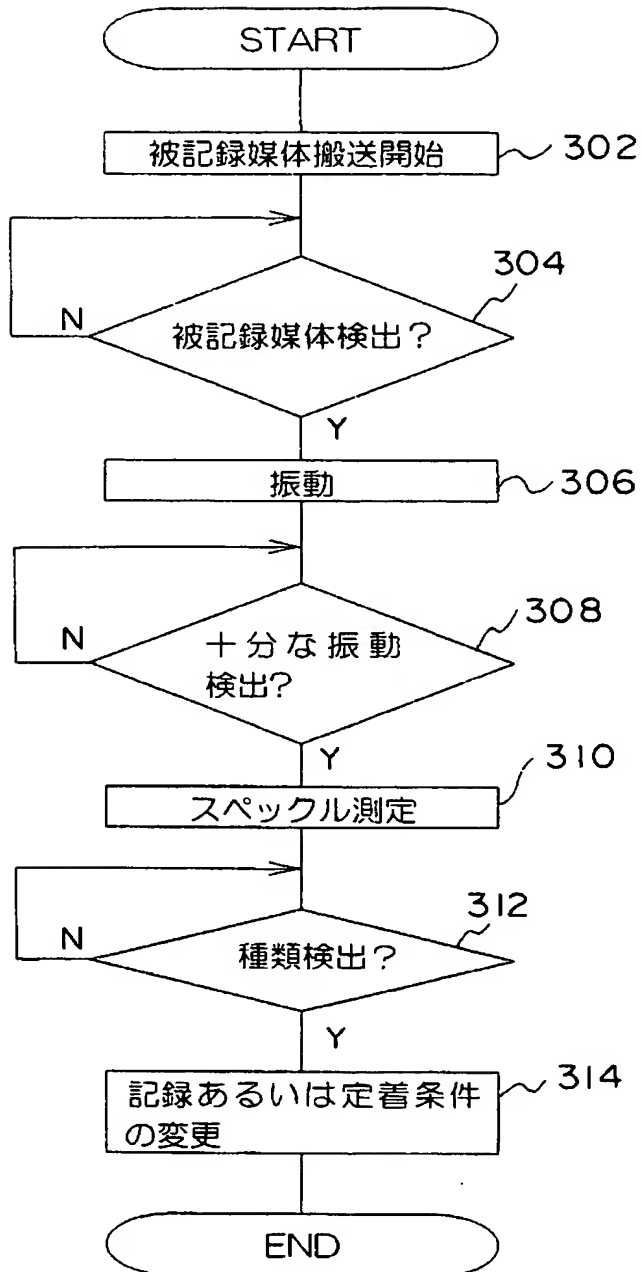 START
被記録媒体搬送開始
302
304
被記録媒体検出？
N
Y
振動
306
308
十分な振動
検出？
N
Y
310
スペックル測定
312
種類検出？
N
Y
314
記録あるいは定着条件
の変更
END